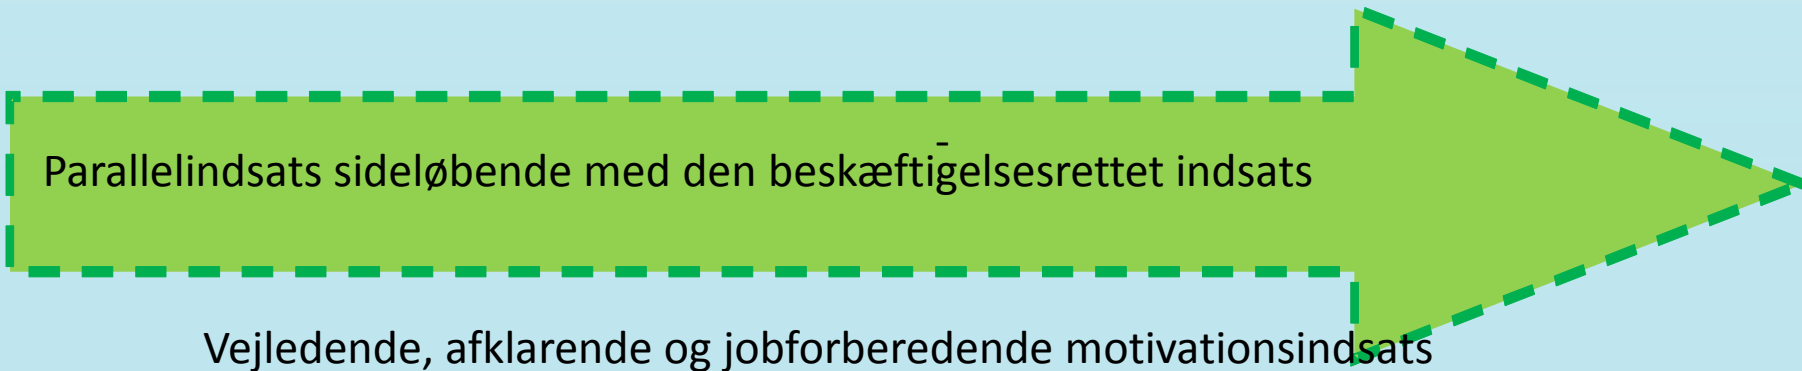 Parallelindsats sideløbende med den beskæftigelsesrettet indsats
Vejledende, afklarende og jobforberedende motivationsindsats